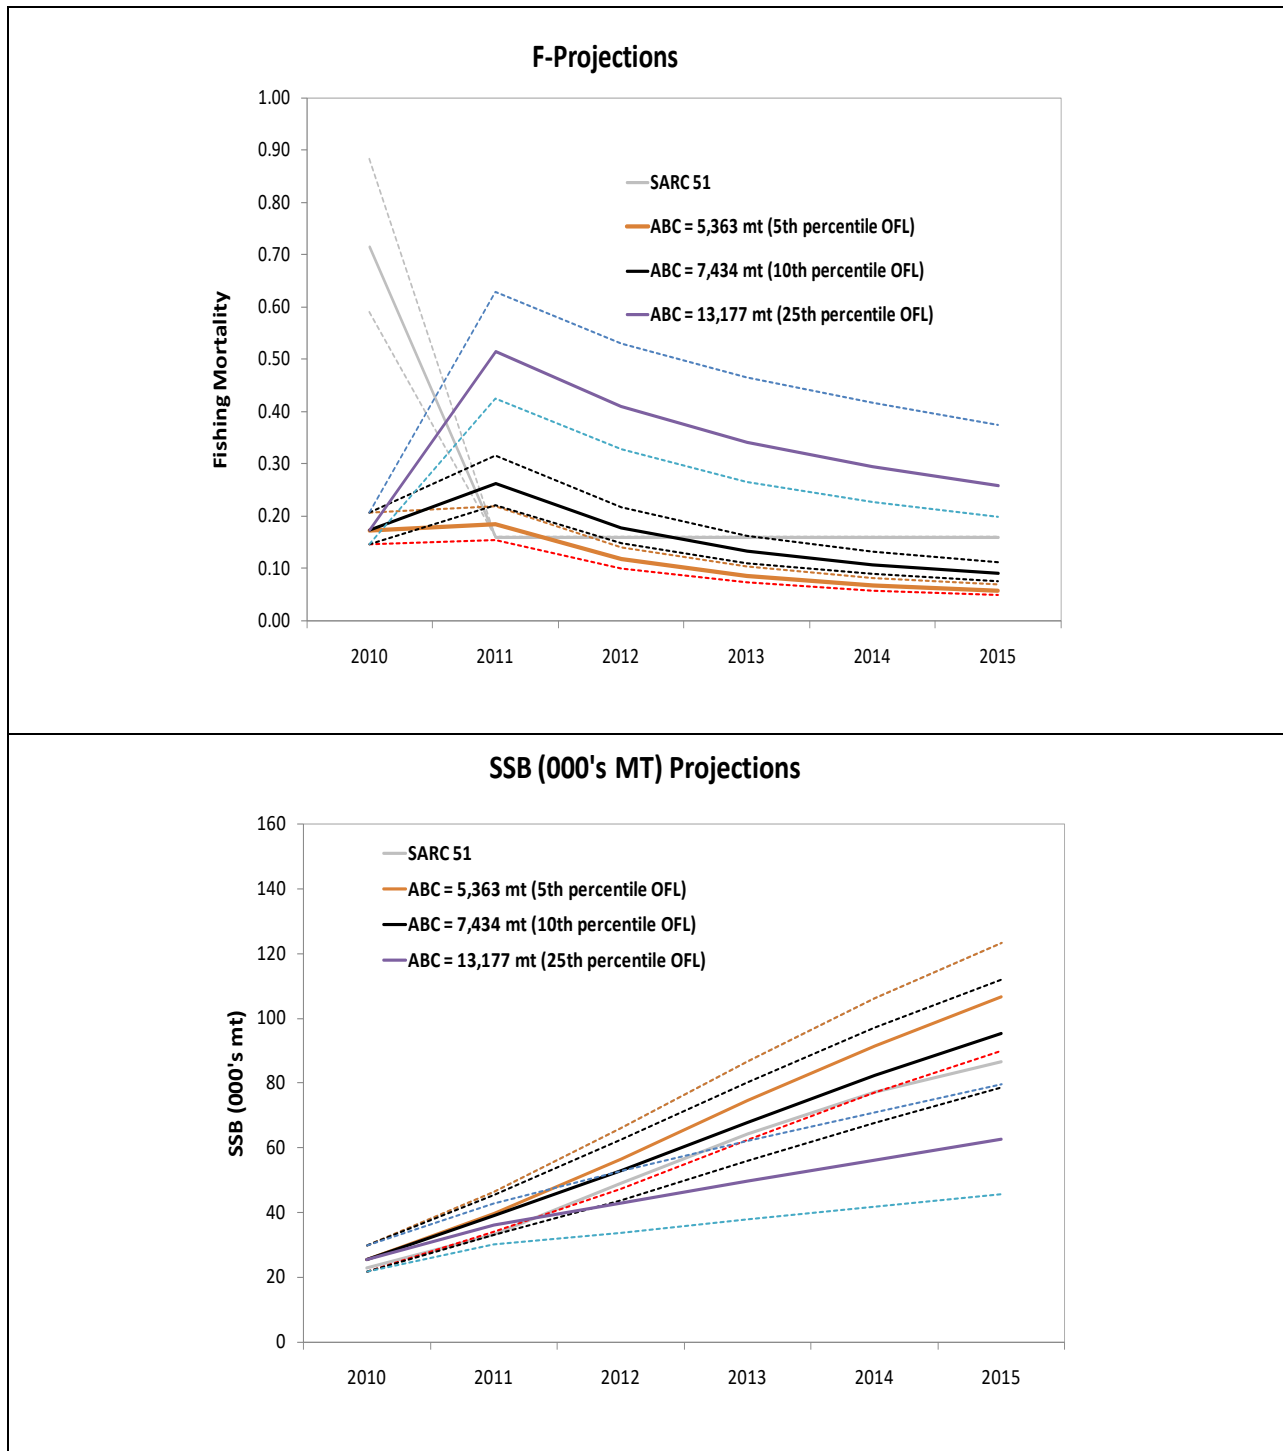 F-Projections
1.00
0.90
0.80
0.70
0.60
0.50
0.40
0.30
0.20
0.10
0.00
Fishing Mortality
SARC 51
ABC = 5,363 mt (5th percentile OFL)
ABC = 7,434 mt (10th percentile OFL)
ABC = 13,177 mt (25th percentile OFL)
2010 2011 2012 2013 2014 2015
SSB (000's MT) Projections
160
140
120
100
80
60
40
20
0
SSB (000's mt)
SARC 51
ABC = 5,363 mt (5th percentile OFL)
ABC = 7,434 mt (10th percentile OFL)
ABC = 13,177 mt (25th percentile OFL)
2010 2011 2012 2013 2014 2015